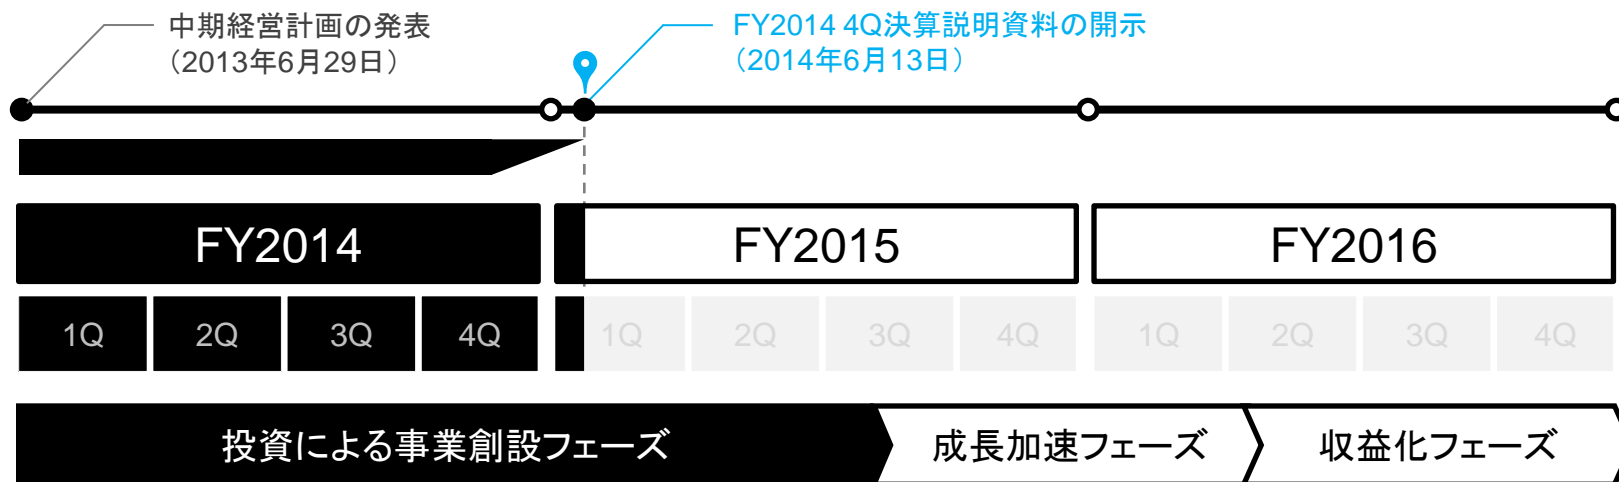 中期経営計画の発表
（2013年6月29日）
FY2014 4Q決算説明資料の開示
（2014年6月13日）
FY2014
FY2015
FY2016
1Q
2Q
3Q
4Q
1Q
2Q
3Q
4Q
1Q
2Q
3Q
4Q
投資による事業創設フェーズ
成長加速フェーズ
収益化フェーズ